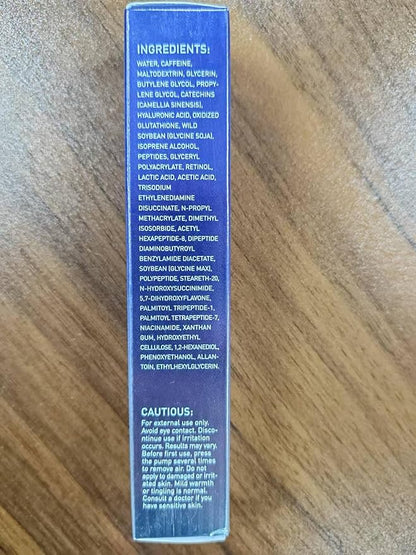 INGREDIENTS:
WATER, CAFFEINE,
MALTODEXTRIN, GLYCERIN,
BUTYLENE GLYCOL, PROPY-
LENE GLYCOL, CATECHINS
(CAMELLIA SINENSIS),
HYALURONIC ACID, OXIDIZED
GLUTATHIONE, WILD
SOYBEAN (GLYCINE SOJA),
ISOPRENE ALCOHOL,
PEPTIDES, GLYCERYL
POLYACRYLATE, RETINOL,
LACTIC ACID, ACETIC ACID,
TRISODIUM
ETHYLENEDIAMINE
DISUCCINATE, N-PROPYL
METHACRYLATE, DIMETHYL
ISOSORBIDE, ACETYL
HEXAPEPTIDE-8, DIPEPTIDE
DIAMINOBUTYROYL
BENZYLAMIDE DIACETATE,
SOYBEAN (GLYCINE MAX),
POLYPEPTIDE, STEARETH-20,
N-HYDROXYSUCCINIMIDE,
5,7-DIHYDROXYFLAVONE,
PALMITOYL TRIPEPTIDE-1,
PALMITOYL TETRAPEPTIDE-7,
NIACINAMIDE, XANTHAN
GUM, HYDROXYETHYL
CELLULOSE, 1,2-HEXANEDIOL,
PHENOXYETHANOL, ALLAN-
TOIN, ETHYLHEXYLGLYCERIN.
CAUTIOUS:
For external use only.
Avoid eye contact. Disco-
ntinue use if irritation
occurs. Results may vary.
Before first use, press
the pump several times
to remove air. Do not
apply to damaged or irrit-
ated skin. Mild warmth
or tingling is normal.
Consult a doctor if you
have sensitive skin.